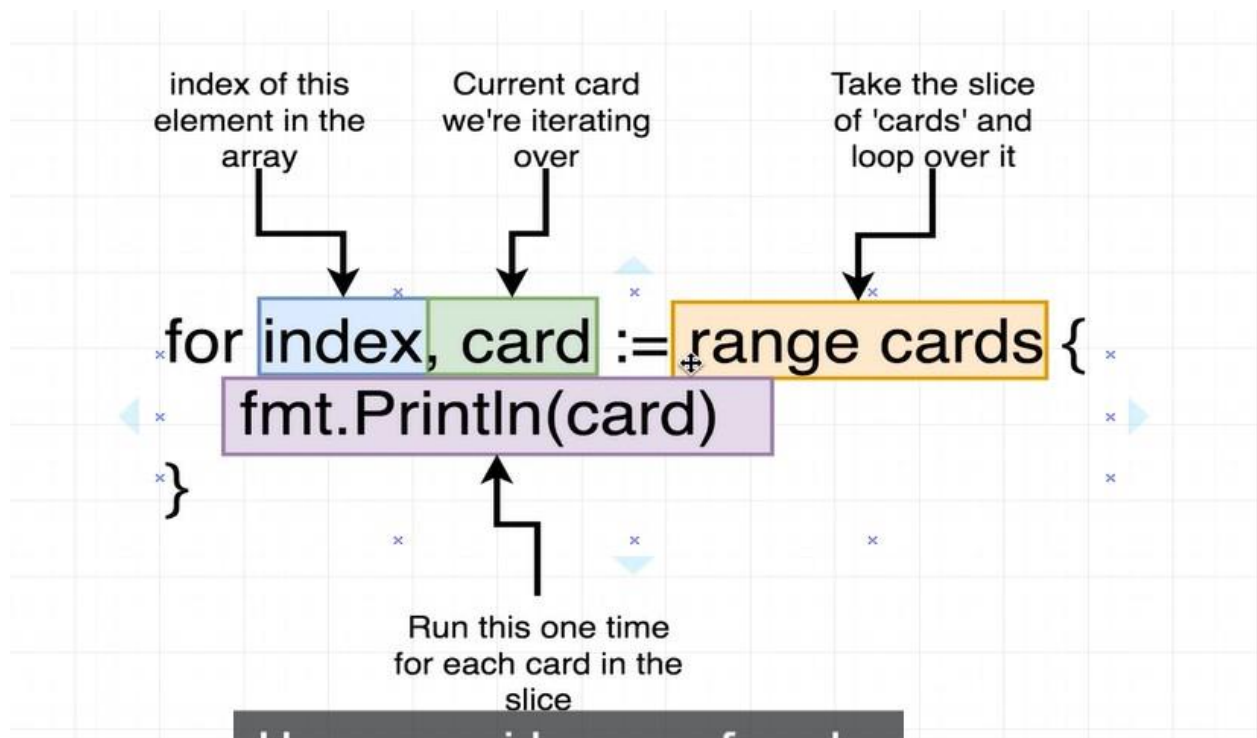 index of this
element in the
array
Current card
we're iterating
over
Take the slice
of 'cards' and
loop over it
for index, card := range cards {
fmt.Println(card)
}
Run this one time
for each card in the
slice